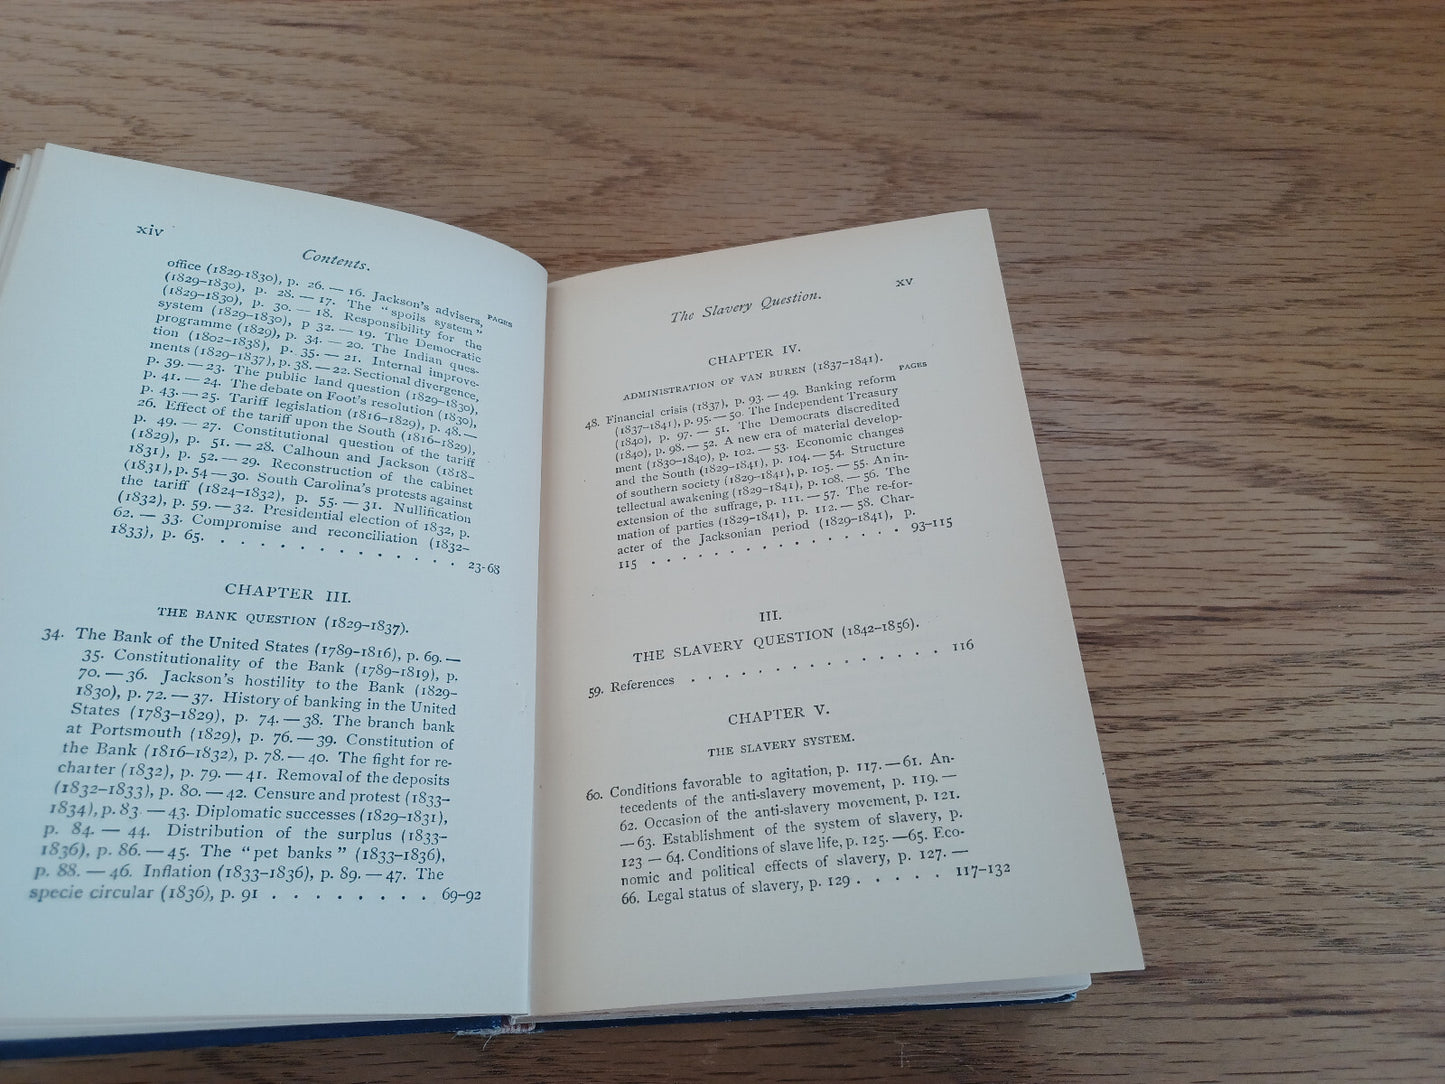 xiv
Contents.
PAGES
office (1829-1830), p. 26. — 16. Jackson's advisers,
(1829–1830), p. 28. — 17. The "spoils system"
(1829–1830), p. 30. — 18. Responsibility for the
system (1829–1830), p 32. — 19. The Democratic
programme (1829), p. 34. — 20. The Indian ques-
tion (1802–1838), p. 35. — 21. Internal improve-
ments (1829–1837), p. 38. — 22. Sectional divergence,
p. 39. — 23. The public land question (1829–1830),
p. 41. — 24. The debate on Foot's resolution (1830),
p. 43. — 25. Tariff legislation (1816–1829), p. 48. —
26. Effect of the tariff upon the South (1816–1829),
p. 49. — 27. Constitutional question of the tariff
(1829), p. 51. — 28. Calhoun and Jackson (1818–
1831), p. 52. — 29. Reconstruction of the cabinet
(1831), p. 54 — 30. South Carolina's protests against
the tariff (1824–1832), p. 55. — 31. Nullification
(1832), p. 59. — 32. Presidential election of 1832, p.
62. — 33. Compromise and reconciliation (1832–
1833), p. 65. . . . . . . . . . . . . . 23-68
CHAPTER III.
THE BANK QUESTION (1829–1837).
34. The Bank of the United States (1789–1816), p. 69. —
35. Constitutionality of the Bank (1789–1819), p.
70. — 36. Jackson's hostility to the Bank (1829–
1830), p. 72. — 37. History of banking in the United
States (1783–1829), p. 74. — 38. The branch bank
at Portsmouth (1829), p. 76. — 39. Constitution of
the Bank (1816–1832), p. 78. — 40. The fight for re-
charter (1832), p. 79. — 41. Removal of the deposits
(1832–1833), p. 80. — 42. Censure and protest (1833–
1834), p. 83. — 43. Diplomatic successes (1829–1831),
p. 84. — 44. Distribution of the surplus (1833–
1836), p. 86. — 45. The "pet banks" (1833–1836),
p. 88. — 46. Inflation (1833–1836), p. 89. — 47. The
specie circular (1836), p. 91 . . . . . . . . 69–92
The Slavery Question.
xv
CHAPTER IV.
ADMINISTRATION OF VAN BUREN (1837–1841).
PAGES
48. Financial crisis (1837), p. 93. — 49. Banking reform
(1837–1841), p. 95. — 50. The Independent Treasury
(1840), p. 97. — 51. The Democrats discredited
(1840), p. 98. — 52. A new era of material develop-
ment (1830–1840), p. 102. — 53. Economic changes
and the South (1829–1841), p. 104. — 54. Structure
of southern society (1829–1841), p. 105. — 55. An in-
tellectual awakening (1829–1841), p. 108. — 56. The
extension of the suffrage, p. 111. — 57. The re-for-
mation of parties (1829–1841), p. 112. — 58. Char-
acter of the Jacksonian period (1829–1841), p.
115 . . . . . . . . . . . . . . 93–115
III.
THE SLAVERY QUESTION (1842–1856).
59. References . . . . . . . . . . . . . 116
CHAPTER V.
THE SLAVERY SYSTEM.
60. Conditions favorable to agitation, p. 117. — 61. An-
tecedents of the anti-slavery movement, p. 119. —
62. Occasion of the anti-slavery movement, p. 121.
— 63. Establishment of the system of slavery, p.
123 — 64. Conditions of slave life, p. 125. — 65. Eco-
nomic and political effects of slavery, p. 127. —
66. Legal status of slavery, p. 129 . . . . . 117–132